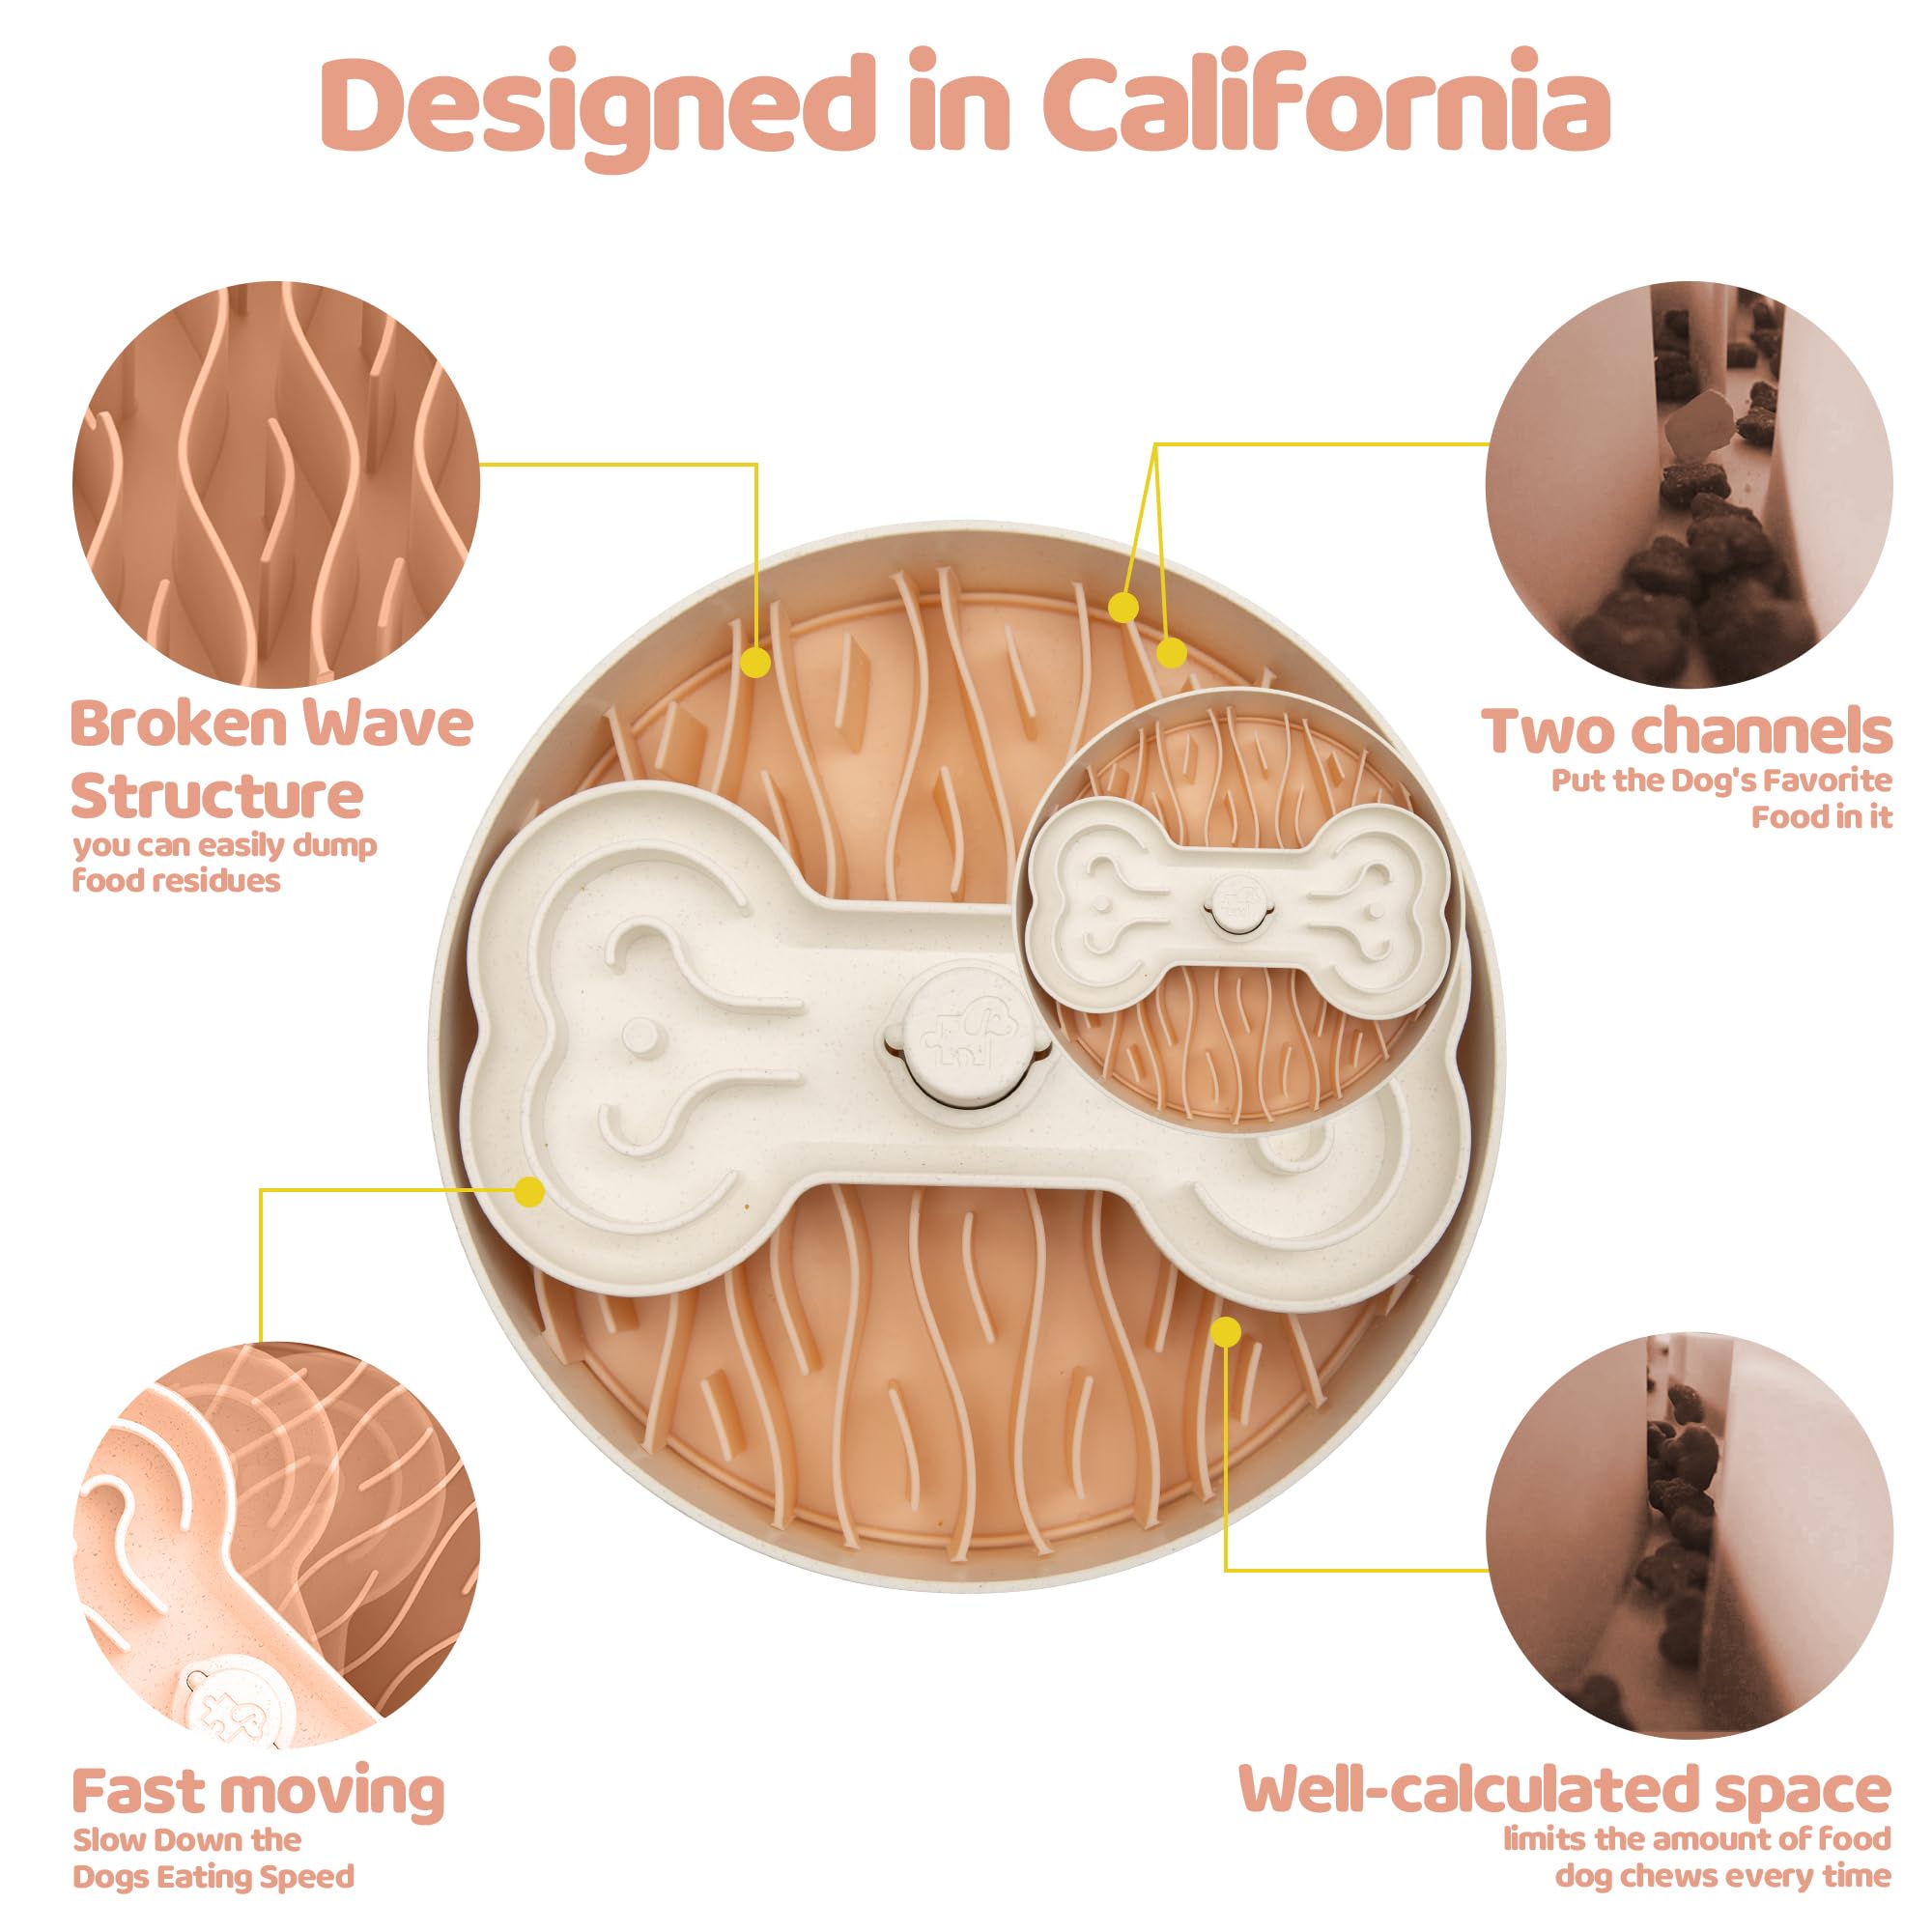 Designed in California
Broken Wave
Structure
you can easily dump
food residues
Two channels
Put the Dog's Favorite
Food in it
Fast moving
Slow Down the
Dogs Eating Speed
Well-calculated space
limits the amount of food
dog chews every time